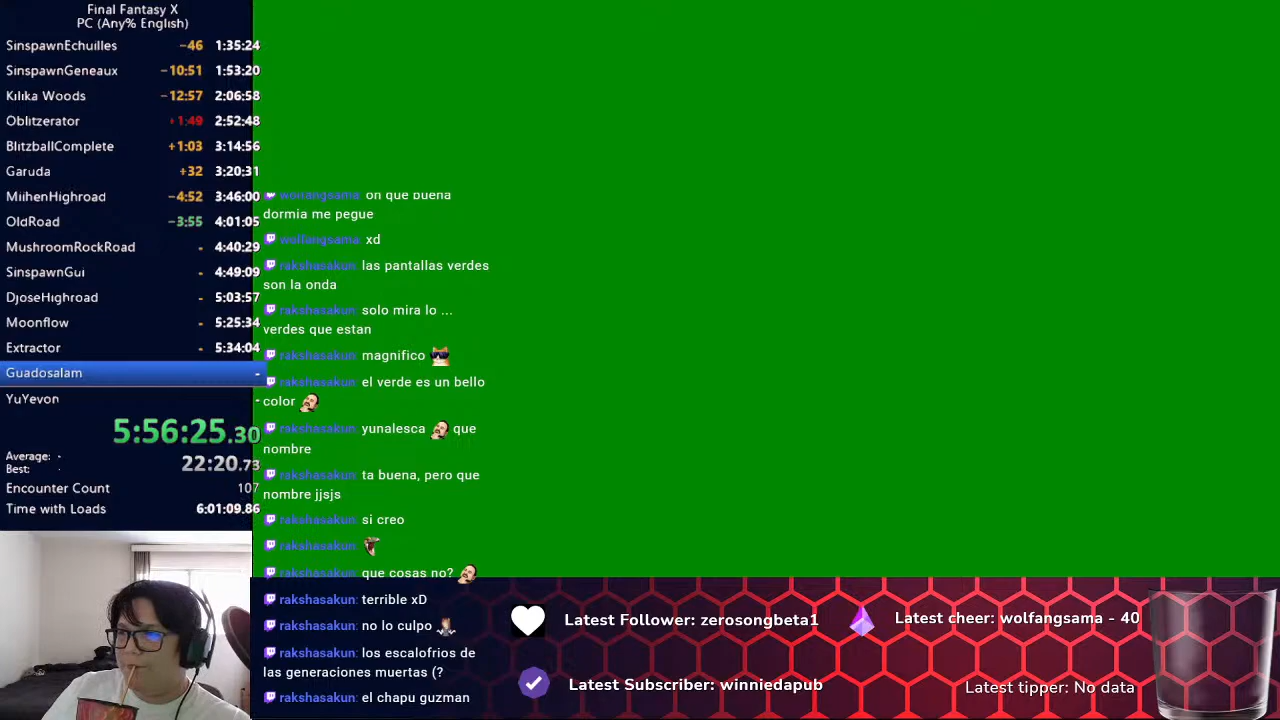 Final Fantasy X
PC (Any% English)
SinspawnEchuilles -46 1:35:24
SinspawnGeneaux -10:51 1:53:20
Kilika Woods -12:57 2:06:58
Oblitzerator +1:49 2:52:48
BlitzballComplete +1:03 3:14:56
Garuda +32 3:20:31
MiihenHighroad -4:52 3:46:00
OldRoad -3:55 4:01:05
MushroomRockRoad - 4:40:29
SinspawnGui - 4:49:09
DjoseHighroad - 5:03:57
Moonflow - 5:25:34
Extractor - 5:34:04
Guadosalam -
YuYevon -
5:56:25.30
Average: -
Best: -
22:20.73
Encounter Count 107
Time with Loads 6:01:09.86
wolfangsama: on que buena
dormia me pegue
wolfangsama: xd
rakshasakun: las pantallas verdes
son la onda
rakshasakun: solo mira lo ...
verdes que estan
rakshasakun: magnifico
rakshasakun: el verde es un bello
color
rakshasakun: yunalesca que
nombre
rakshasakun: ta buena, pero que
nombre jjsjs
rakshasakun: si creo
rakshasakun:
rakshasakun: que cosas no?
rakshasakun: terrible xD
rakshasakun: no lo culpo
rakshasakun: los escalofrios de
las generaciones muertas (?
rakshasakun: el chapu guzman
Latest Follower: zerosongbeta1
Latest cheer: wolfangsama - 40
Latest Subscriber: winniedapub
Latest tipper: No data